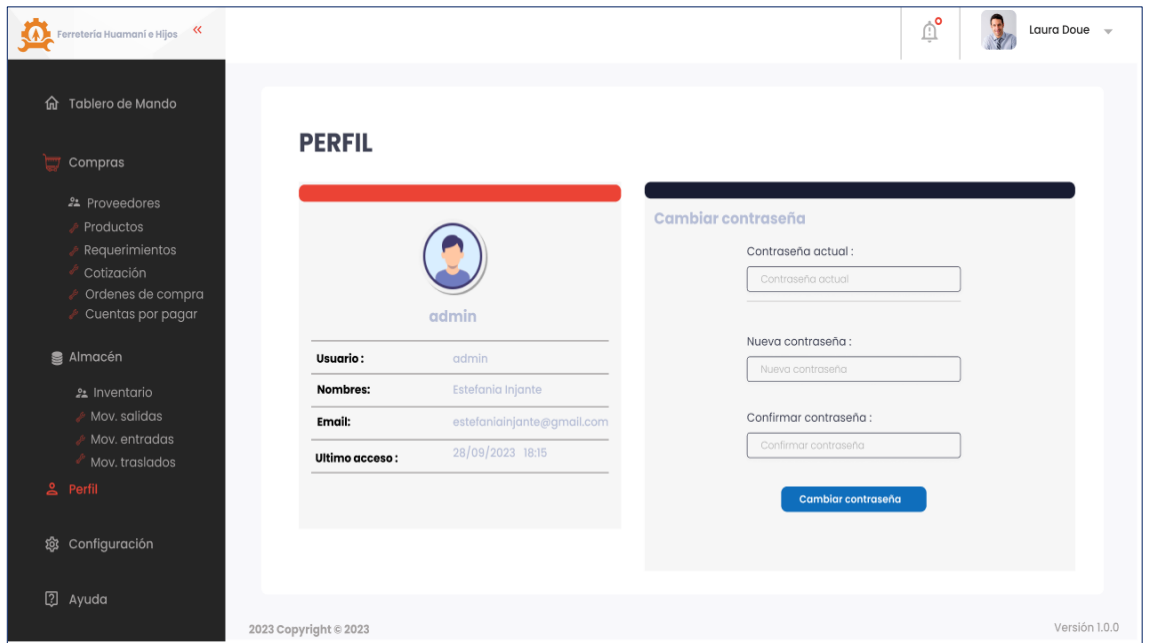 Ferretería Huamani e Hijos «
Laura Doue
Tablero de Mando
Compras
Proveedores
Productos
Requerimientos
Cotización
Ordenes de compra
Cuentas por pagar
Almacén
Inventario
Mov. salidas
Mov. entradas
Mov. traslados
Perfil
Configuración
Ayuda
PERFIL
admin
Usuario : admin
Nombres: Estefania Injante
Email: estefaniainjante@gmail.com
Ultimo acceso : 28/09/2023 18:15
Cambiar contraseña
Contraseña actual :
Contraseña actual
Nueva contraseña :
Nueva contraseña
Confirmar contraseña :
Confirmar contraseña
Cambiar contraseña
2023 Copyright © 2023
Versión 1.0.0